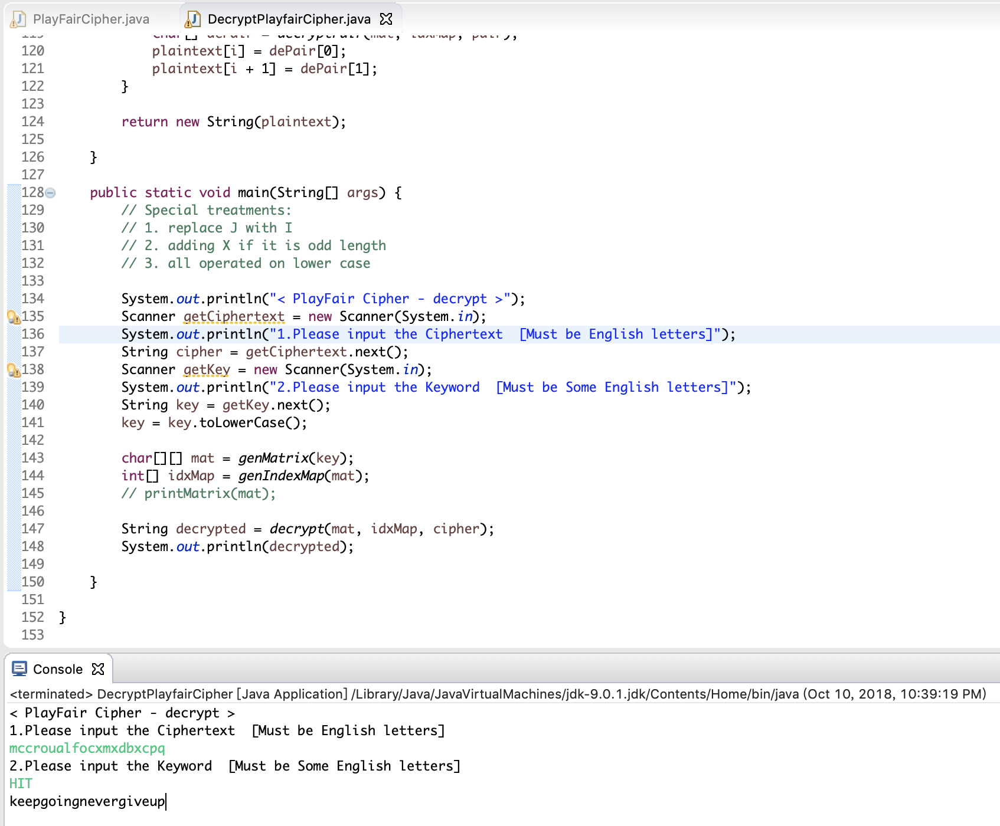 PlayFairCipher.java DecryptPlayfairCipher.java
119 char[] dePair = decryptPair(mat, idxMap, pair);
120 plaintext[i] = dePair[0];
121 plaintext[i + 1] = dePair[1];
122 }
123
124 return new String(plaintext);
125
126 }
127
128 public static void main(String[] args) {
129 // Special treatments:
130 // 1. replace J with I
131 // 2. adding X if it is odd length
132 // 3. all operated on lower case
133
134 System.out.println("< PlayFair Cipher - decrypt >");
135 Scanner getCiphertext = new Scanner(System.in);
136 System.out.println("1.Please input the Ciphertext  [Must be English letters]");
137 String cipher = getCiphertext.next();
138 Scanner getKey = new Scanner(System.in);
139 System.out.println("2.Please input the Keyword  [Must be Some English letters]");
140 String key = getKey.next();
141 key = key.toLowerCase();
142
143 char[][] mat = genMatrix(key);
144 int[] idxMap = genIndexMap(mat);
145 // printMatrix(mat);
146
147 String decrypted = decrypt(mat, idxMap, cipher);
148 System.out.println(decrypted);
149
150 }
151
152 }
153
Console
<terminated> DecryptPlayfairCipher [Java Application] /Library/Java/JavaVirtualMachines/jdk-9.0.1.jdk/Contents/Home/bin/java (Oct 10, 2018, 10:39:19 PM)
< PlayFair Cipher - decrypt >
1.Please input the Ciphertext  [Must be English letters]
mccroualfocxmxdbxcpq
2.Please input the Keyword  [Must be Some English letters]
HIT
keepgoingnevergiveup